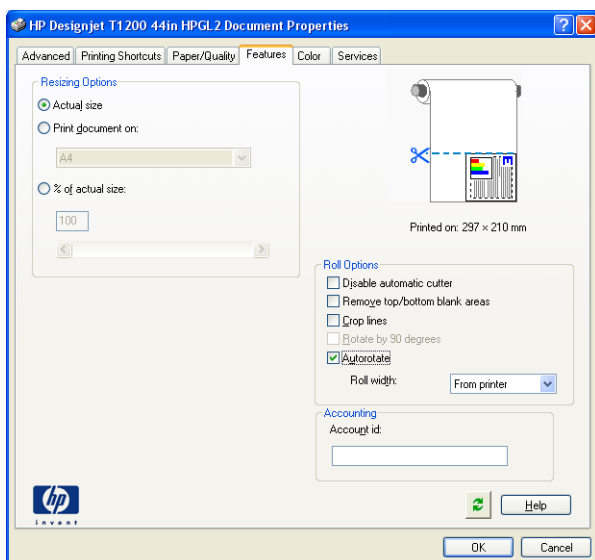 HP Designjet T1200 44in HPGL2 Document Properties
Advanced Printing Shortcuts Paper/Quality Features Color Services
Resizing Options
Actual size
Print document on:
A4
% of actual size:
100
Printed on: 297 × 210 mm
Roll Options
Disable automatic cutter
Remove top/bottom blank areas
Crop lines
Rotate by 90 degrees
Autorotate
Roll width: From printer
Accounting
Account id:
hp
invent
Help
OK Cancel